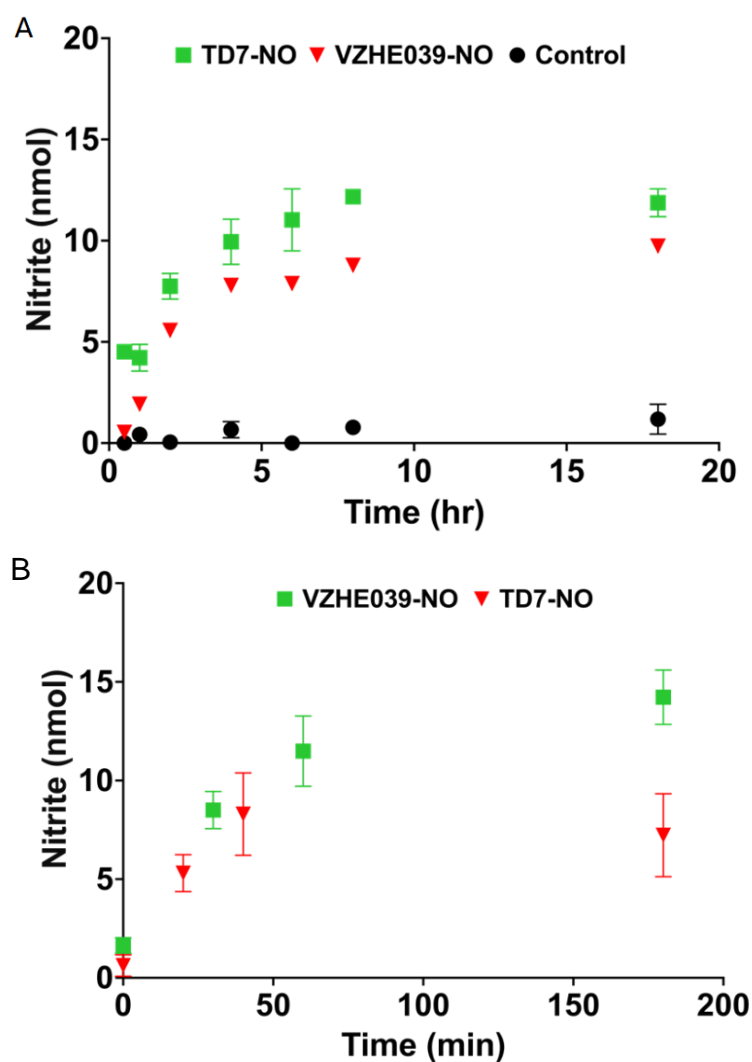 A
20
TD7-NO VZHE039-NO Control
15
10
5
0
Nitrite (nmol)
0 5 10 15 20
Time (hr)
B
20
VZHE039-NO TD7-NO
15
10
5
0
Nitrite (nmol)
0 50 100 150 200
Time (min)